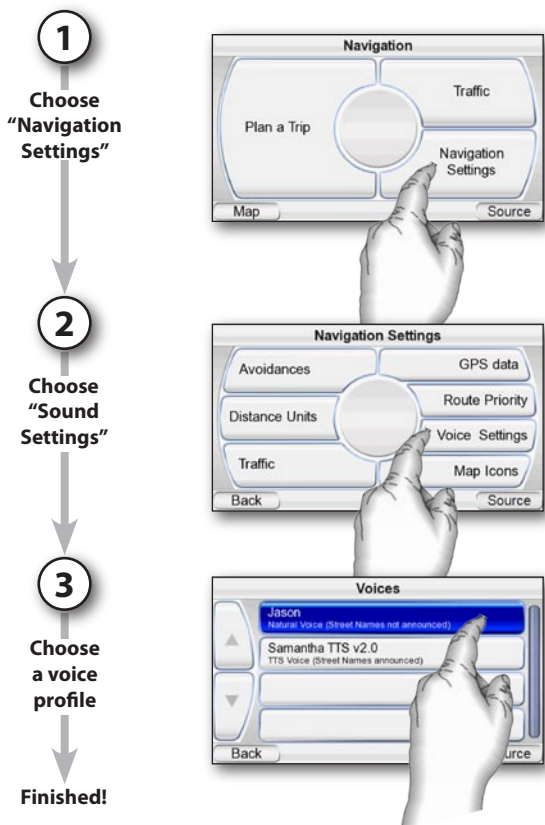 1
Choose
“Navigation
Settings”
Navigation
Plan a Trip
Traffic
Navigation
Settings
Map
Source
2
Choose
“Sound
Settings”
Navigation Settings
Avoidances
GPS data
Distance Units
Route Priority
Voice Settings
Traffic
Map Icons
Back
Source
3
Choose
a voice
profile
Voices
Jason
Natural Voice (Street Names not announced)
Samantha TTS v2.0
TTS Voice (Street Names announced)
Back
Finished!